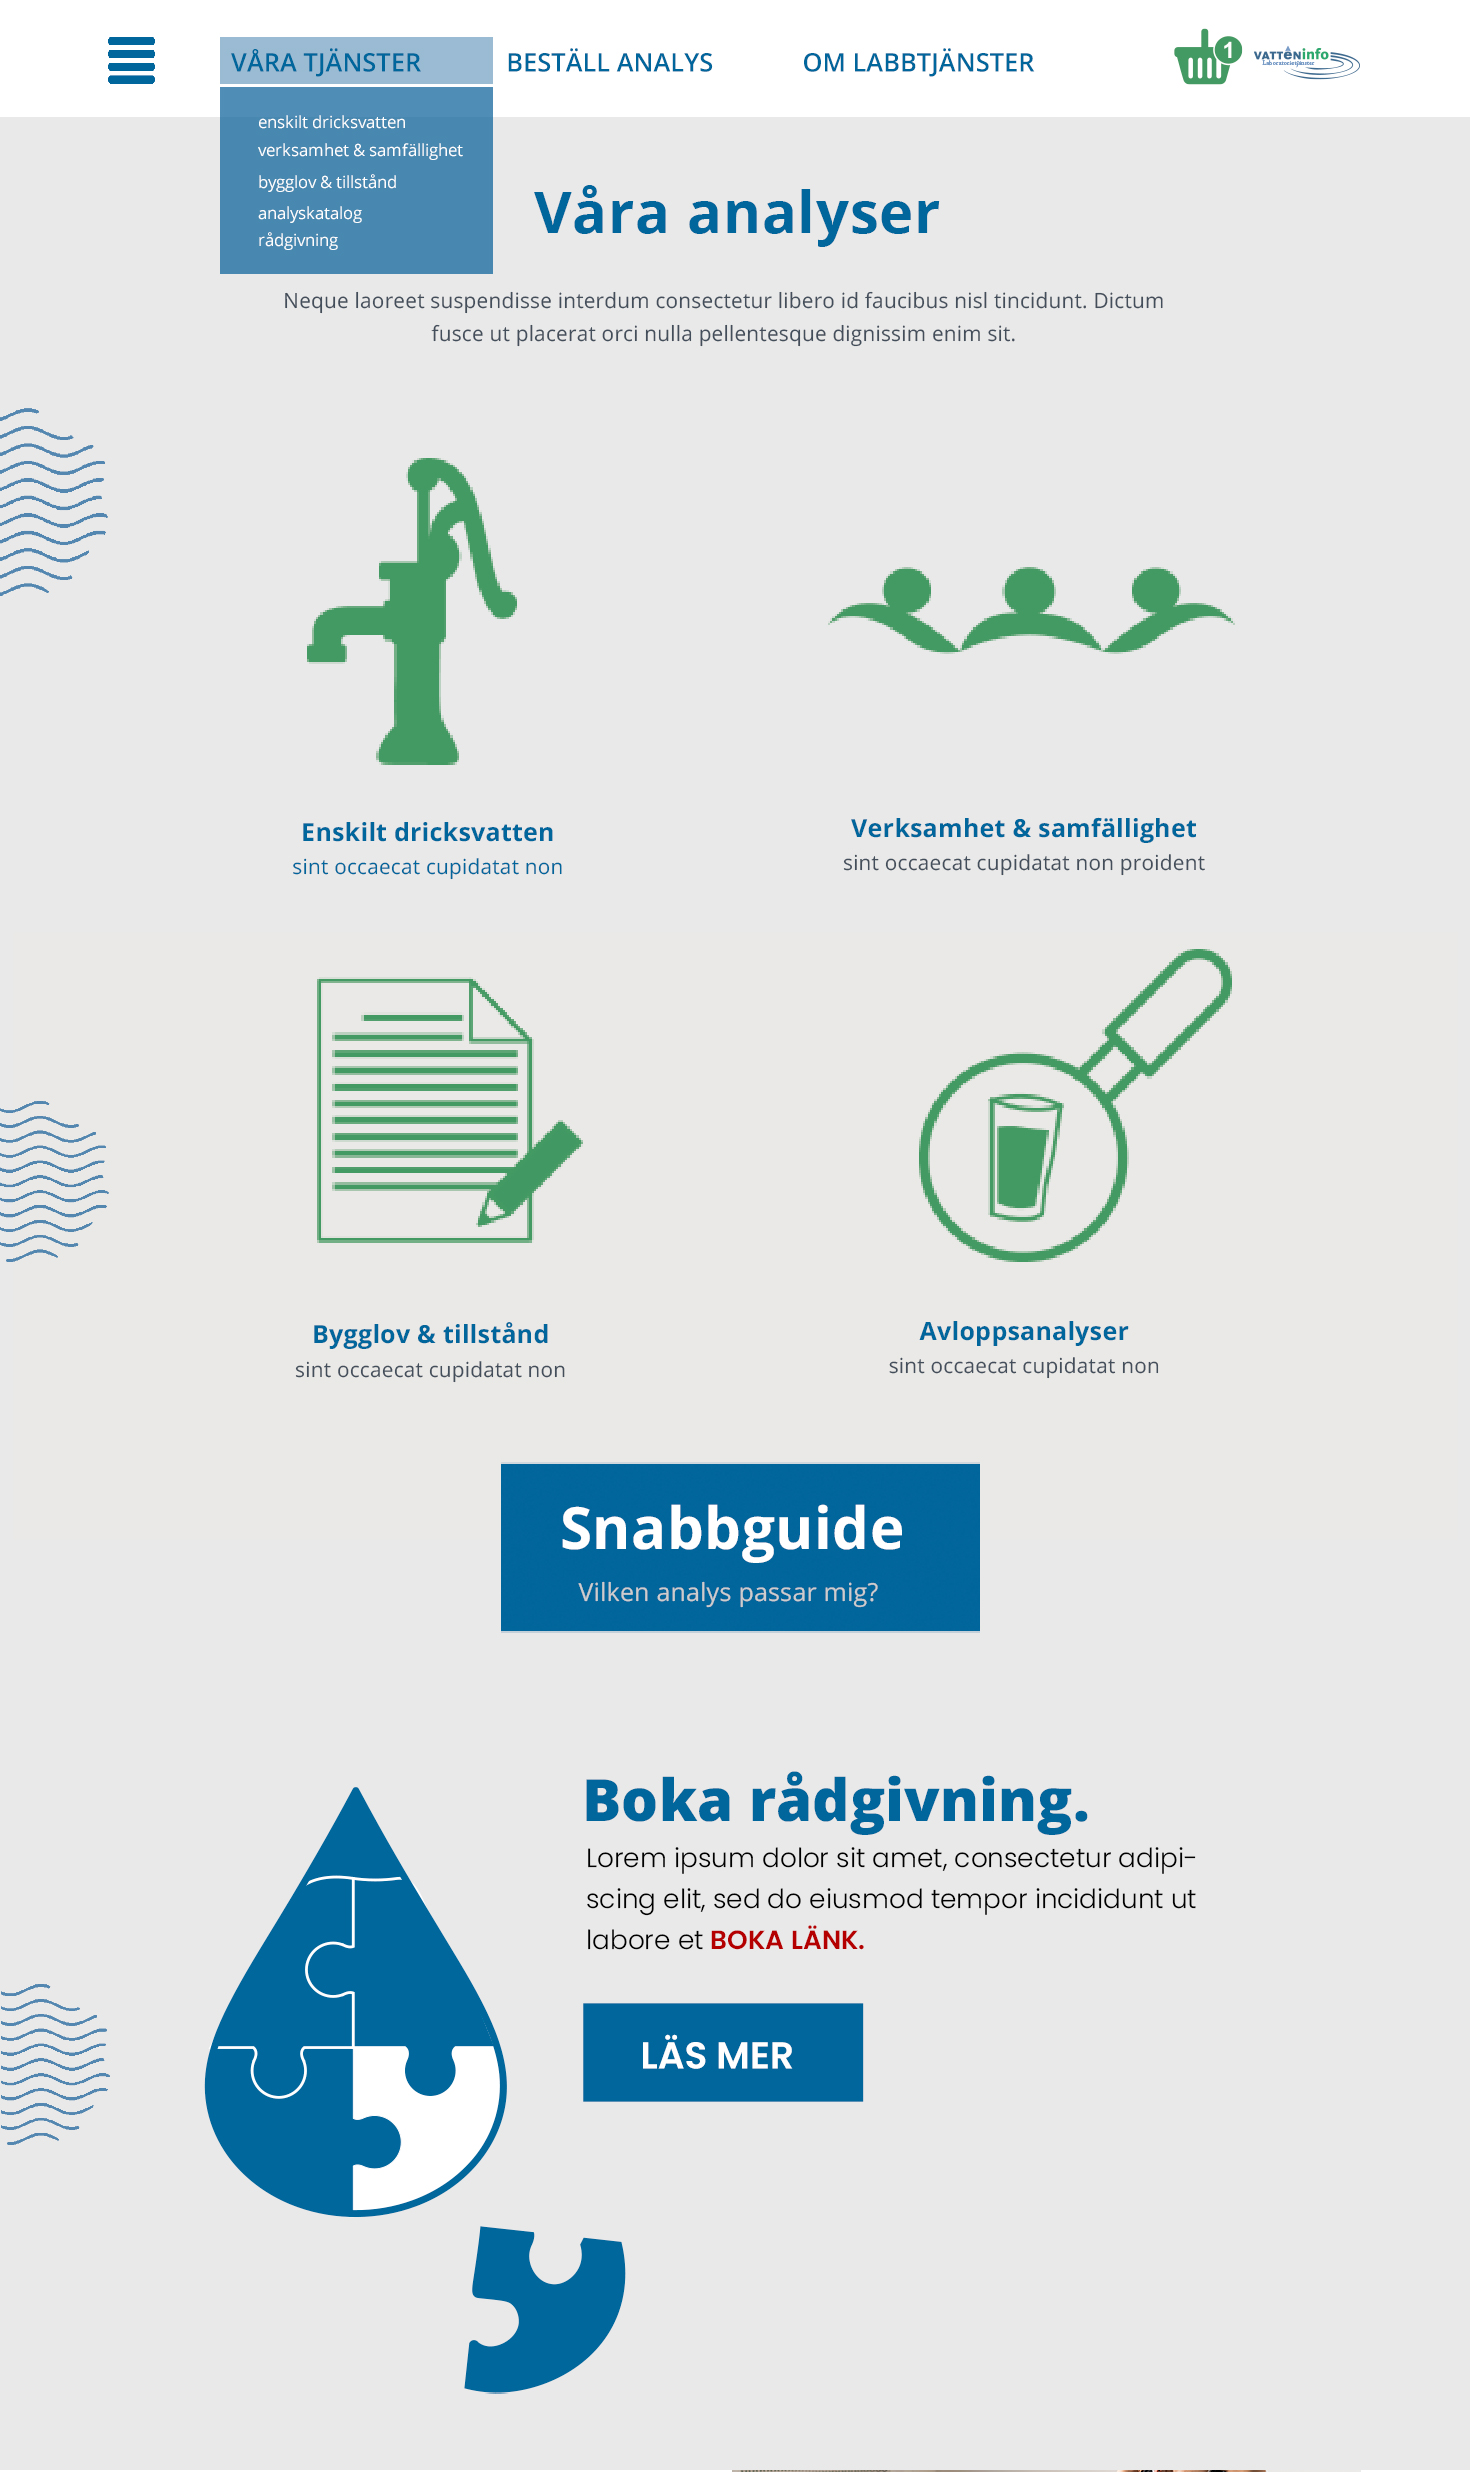 VÅRA TJÄNSTER
BESTÄLL ANALYS
OM LABBTJÄNSTER
1
VATTENinfo
Laboratorietjänster
enskilt dricksvatten
verksamhet & samfällighet
bygglov & tillstånd
analyskatalog
rådgivning
Våra analyser
Neque laoreet suspendisse interdum consectetur libero id faucibus nisl tincidunt. Dictum
fusce ut placerat orci nulla pellentesque dignissim enim sit.
Enskilt dricksvatten
sint occaecat cupidatat non
Verksamhet & samfällighet
sint occaecat cupidatat non proident
Bygglov & tillstånd
sint occaecat cupidatat non
Avloppsanalyser
sint occaecat cupidatat non
Snabbguide
Vilken analys passar mig?
Boka rådgivning.
Lorem ipsum dolor sit amet, consectetur adipi-
scing elit, sed do eiusmod tempor incididunt ut
labore et BOKA LÄNK.
LÄS MER